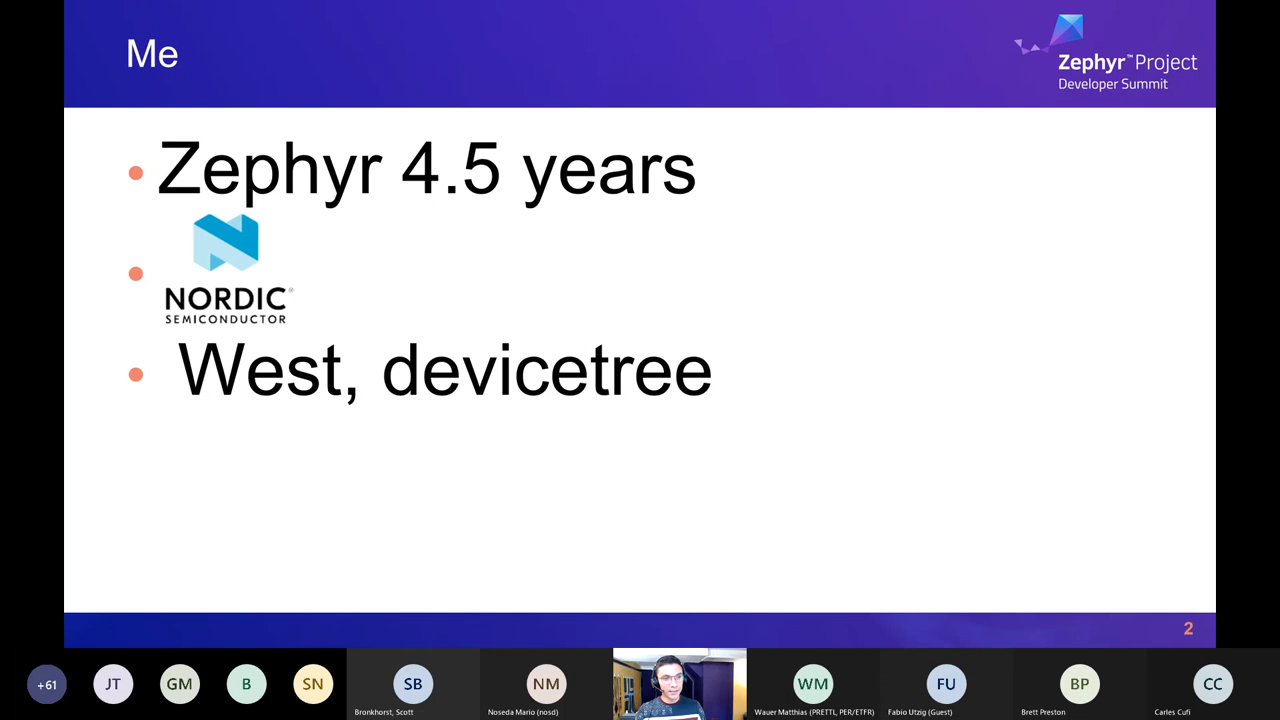 Me
Zephyr™ Project
Developer Summit
Zephyr 4.5 years
NORDIC®
SEMICONDUCTOR
West, devicetree
2
+61
JT
GM
B
SN
SB
NM
WM
FU
BP
CC
Bronkhorst, Scott
Noseda Mario (nosd)
Wauer Matthias (PRETTL, PER/ETFR)
Fabio Utzig (Guest)
Brett Preston
Carles Cufi